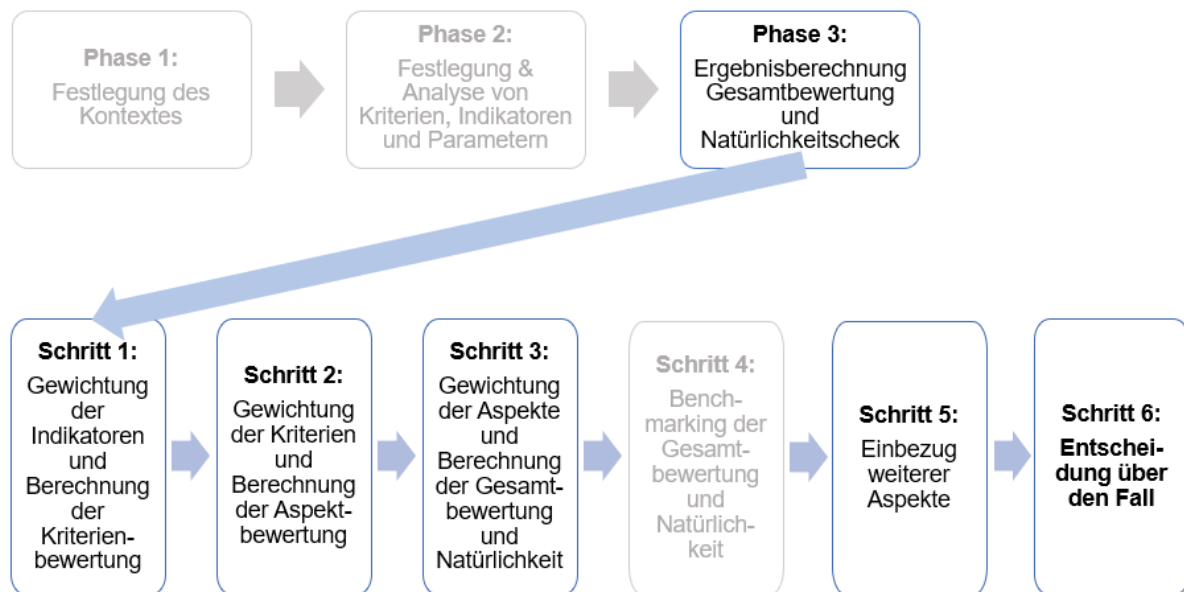 Phase 1:
Festlegung des
Kontextes
Phase 2:
Festlegung &
Analyse von
Kriterien, Indikatoren
und Parametern
Phase 3:
Ergebnisberechnung
Gesamtbewertung
und
Natürlichkeitscheck
Schritt 1:
Gewichtung
der
Indikatoren
und
Berechnung
der
Kriterien-
bewertung
Schritt 2:
Gewichtung
der Kriterien
und
Berechnung
der Aspekt-
bewertung
Schritt 3:
Gewichtung
der Aspekte
und
Berechnung
der Gesamt-
bewertung
und
Natürlichkeit
Schritt 4:
Bench-
marking der
Gesamt-
bewertung
und
Natürlich-
keit
Schritt 5:
Einbezug
weiterer
Aspekte
Schritt 6:
Entschei-
dung über
den Fall